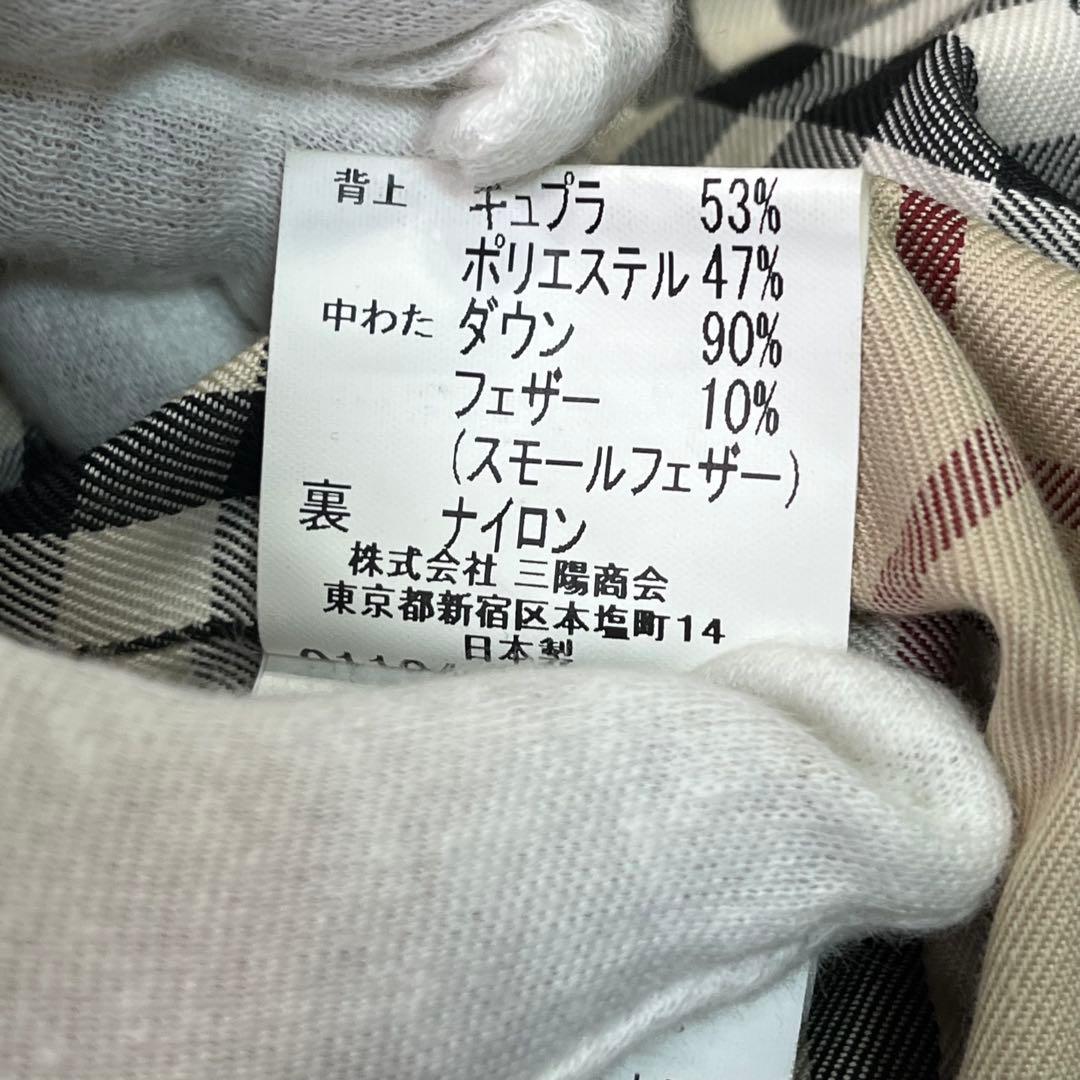 背上 キュプラ 53%
ポリエステル 47%
中わた ダウン 90%
フェザー 10%
(スモールフェザー)
裏 ナイロン
株式会社 三陽商会
東京都新宿区本塩町14
日本製